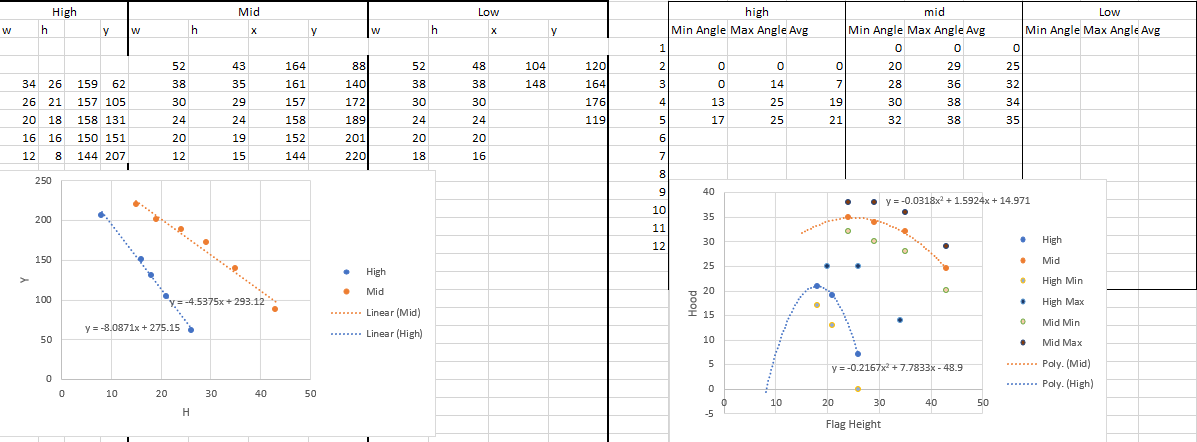 High Mid Low high mid Low
w h y w h x y w h x y Min Angle Max Angle Avg Min Angle Max Angle Avg Min Angle Max Angle Avg
1 0 0 0
52 43 164 88 52 48 104 120 2 0 0 0 20 29 25
34 26 159 62 38 35 161 140 38 38 148 164 3 0 14 7 28 36 32
26 21 157 105 30 29 157 172 30 30 176 4 13 25 19 30 38 34
20 18 158 131 24 24 158 189 24 24 119 5 17 25 21 32 38 35
16 16 150 151 20 19 152 201 20 20 6
12 8 144 207 12 15 144 220 18 16 7
8
9
10
11
12
250
200
150
100
50
0
0 10 20 30 40 50
Y
H
y = -4.5375x + 293.12
y = -8.0871x + 275.15
High
Mid
Linear (Mid)
Linear (High)
40
35
30
25
20
15
10
5
0
-5
0 10 20 30 40 50
Hood
Flag Height
y = -0.0318x² + 1.5924x + 14.971
y = -0.2167x² + 7.7833x - 48.9
High
Mid
High Min
High Max
Mid Min
Mid Max
Poly. (Mid)
Poly. (High)